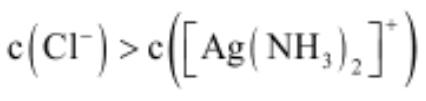 c(Cl⁻) > c([Ag(NH₃)₂]⁺)